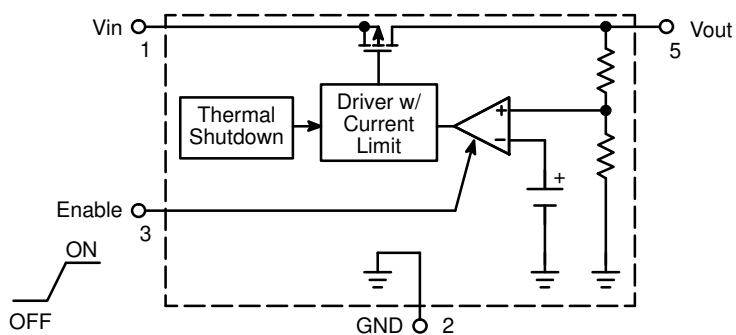 Vin
1
Vout
5
Thermal
Shutdown
Driver w/
Current
Limit
+
−
+
Enable
3
ON
OFF
GND
2